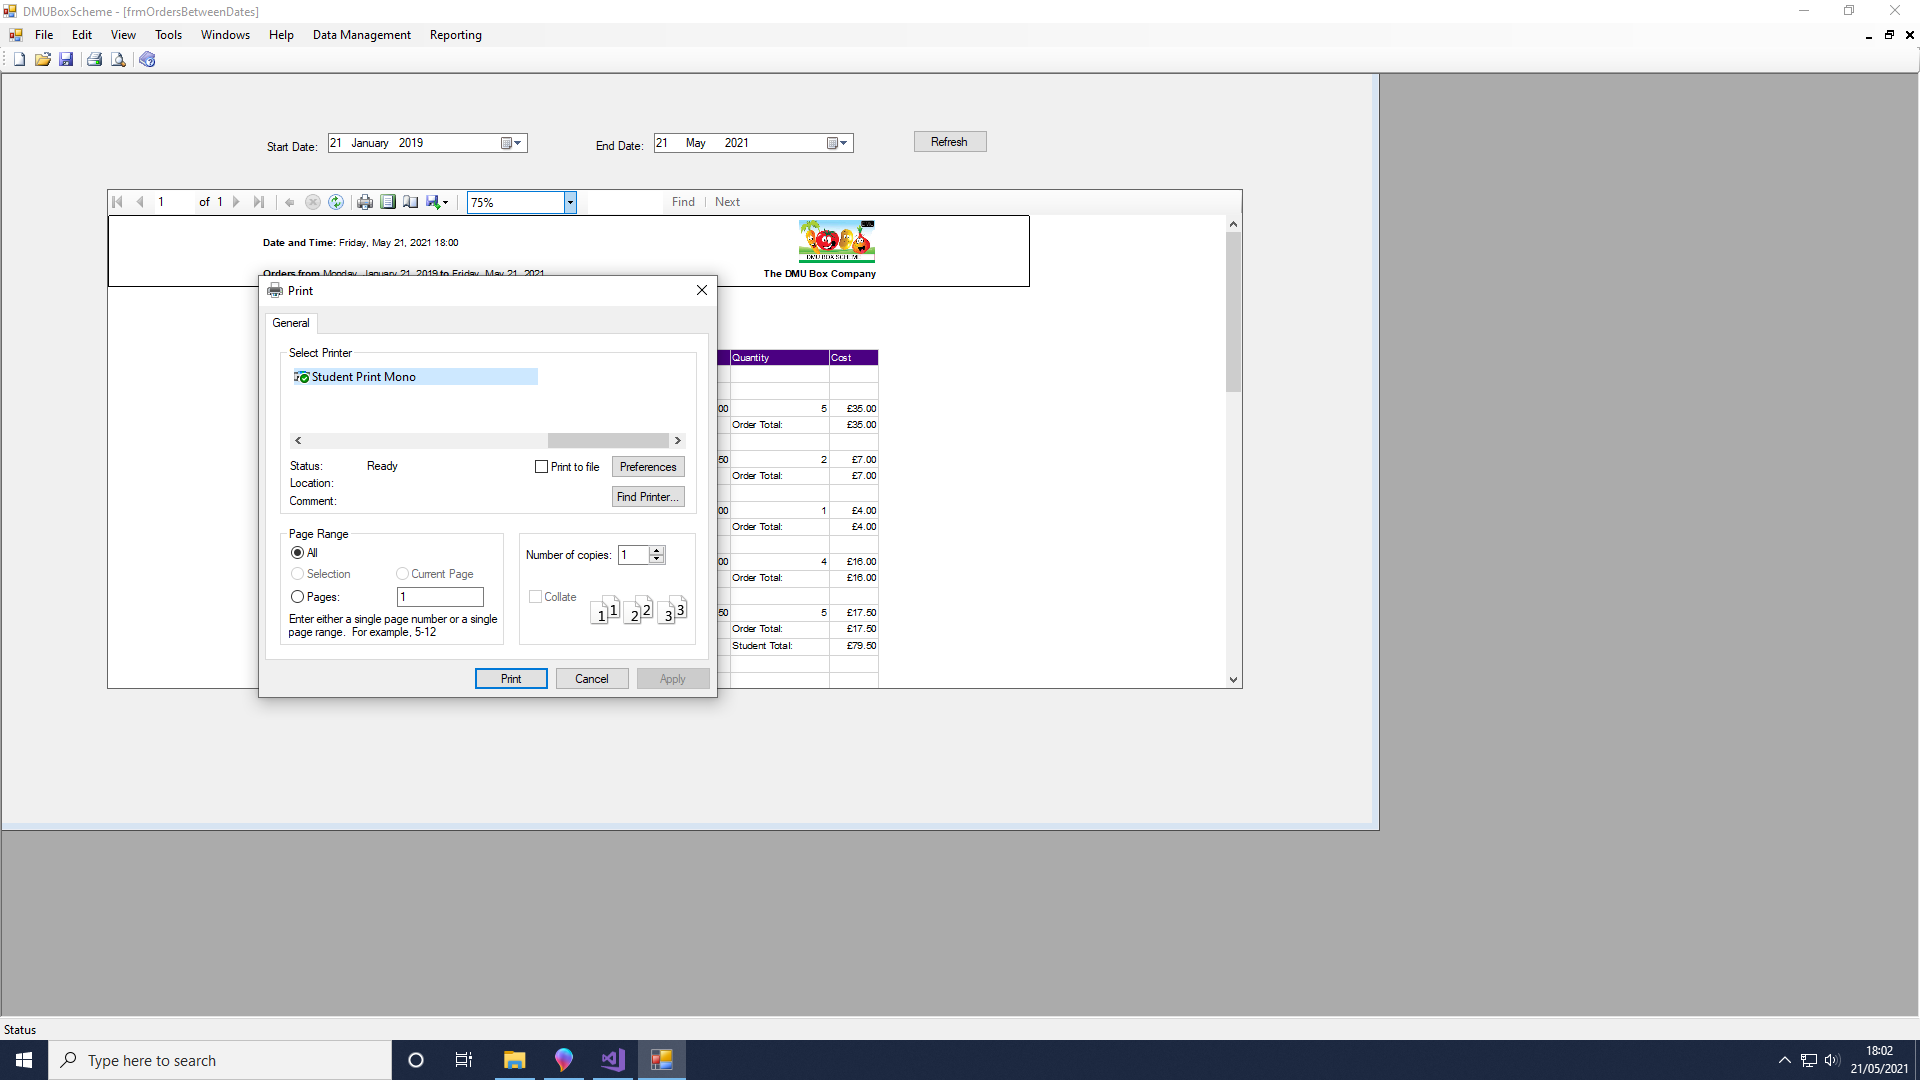 DMUBoxScheme - [frmOrdersBetweenDates]
File Edit View Tools Windows Help Data Management Reporting
Start Date: 21 January 2019 End Date: 21 May 2021 Refresh
1 of 1 75% Find Next
Date and Time: Friday, May 21, 2021 18:00
DMU BOX SCHEME
Orders from Monday, January 21, 2019 to Friday, May 21, 2021 The DMU Box Company
Print
General
Select Printer
Student Print Mono
Status: Ready
Print to file Preferences
Location:
Comment:
Find Printer...
Page Range
All
Selection Current Page
Pages: 1
Enter either a single page number or a single
page range. For example, 5-12
Number of copies: 1
Collate
1 1 2 2 3 3
Print Cancel Apply
Quantity Cost
00 5 £35.00
Order Total: £35.00
50 2 £7.00
Order Total: £7.00
00 1 £4.00
Order Total: £4.00
00 4 £16.00
Order Total: £16.00
50 5 £17.50
Order Total: £17.50
Student Total: £79.50
Status
Type here to search
18:02
21/05/2021